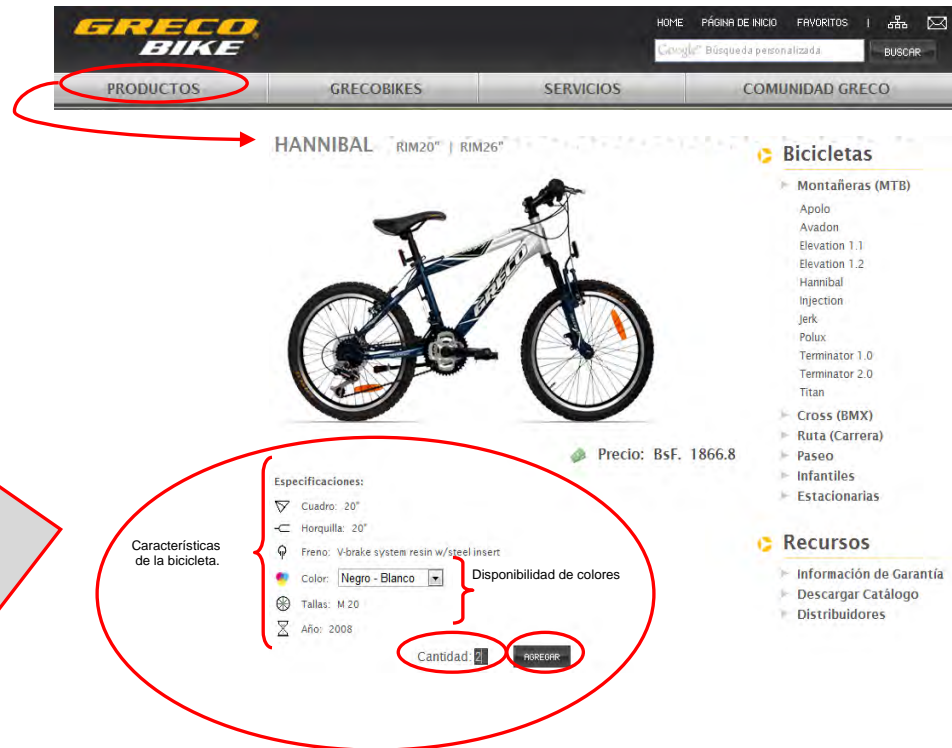 GRECO
BIKE
HOME PÁGINA DE INICIO FAVORITOS |
Google™ Búsqueda personalizada
BUSCAR
PRODUCTOS GRECOBIKES SERVICIOS COMUNIDAD GRECO
HANNIBAL RIM20" | RIM26"
GRECO
Precio: BsF. 1866.8
Especificaciones:
Cuadro: 20"
Horquilla: 20"
Freno: V-brake system resin w/steel insert
Color: Negro - Blanco
Tallas: M 20
Año: 2008
Características
de la bicicleta.
Disponibilidad de colores
Cantidad: 2
AGREGAR
Bicicletas
Montañeras (MTB)
Apolo
Avadon
Elevation 1.1
Elevation 1.2
Hannibal
Injection
Jerk
Polux
Terminator 1.0
Terminator 2.0
Titan
Cross (BMX)
Ruta (Carrera)
Paseo
Infantiles
Estacionarias
Recursos
Información de Garantía
Descargar Catálogo
Distribuidores